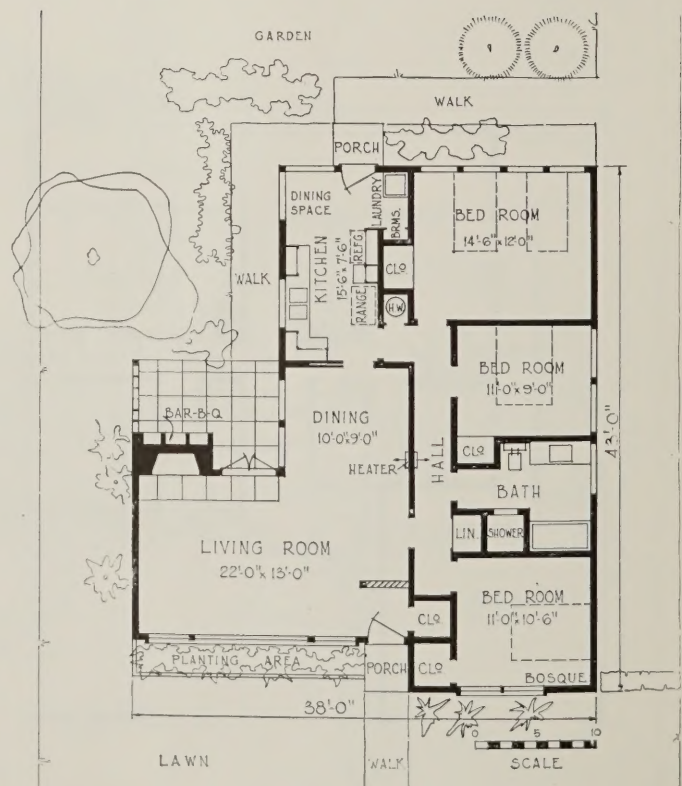 GARDEN
WALK
PORCH
DINING
SPACE
LAUNDRY
BRMS.
BED ROOM
14'-6" x 12'-0"
KITCHEN
15'-6" x 7'-6"
REFG
RANGE
CLO
HW
WALK
BED ROOM
11'-0" x 9'-0"
43'-0"
BAR-B-Q
DINING
10'-0" x 9'-0"
HEATER
HALL
CLO
BATH
LIN.
SHOWER
LIVING ROOM
22'-0" x 13'-0"
BED ROOM
11'-0" x 10'-6"
CLO
PLANTING AREA
PORCH
CLO
BOSQUE
38'-0"
0 5 10
SCALE
LAWN
WALK